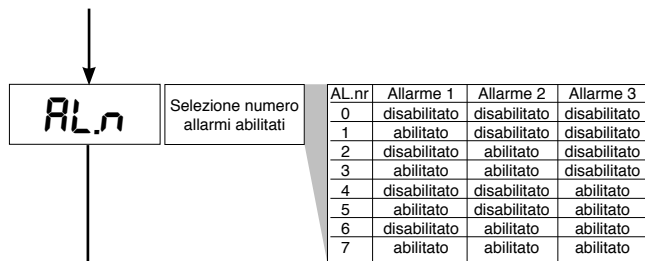 AL.n
Selezione numero
allarmi abilitati
AL.nr Allarme 1 Allarme 2 Allarme 3
0 disabilitato disabilitato disabilitato
1 abilitato disabilitato disabilitato
2 disabilitato abilitato disabilitato
3 abilitato abilitato disabilitato
4 disabilitato disabilitato abilitato
5 abilitato disabilitato abilitato
6 disabilitato abilitato abilitato
7 abilitato abilitato abilitato